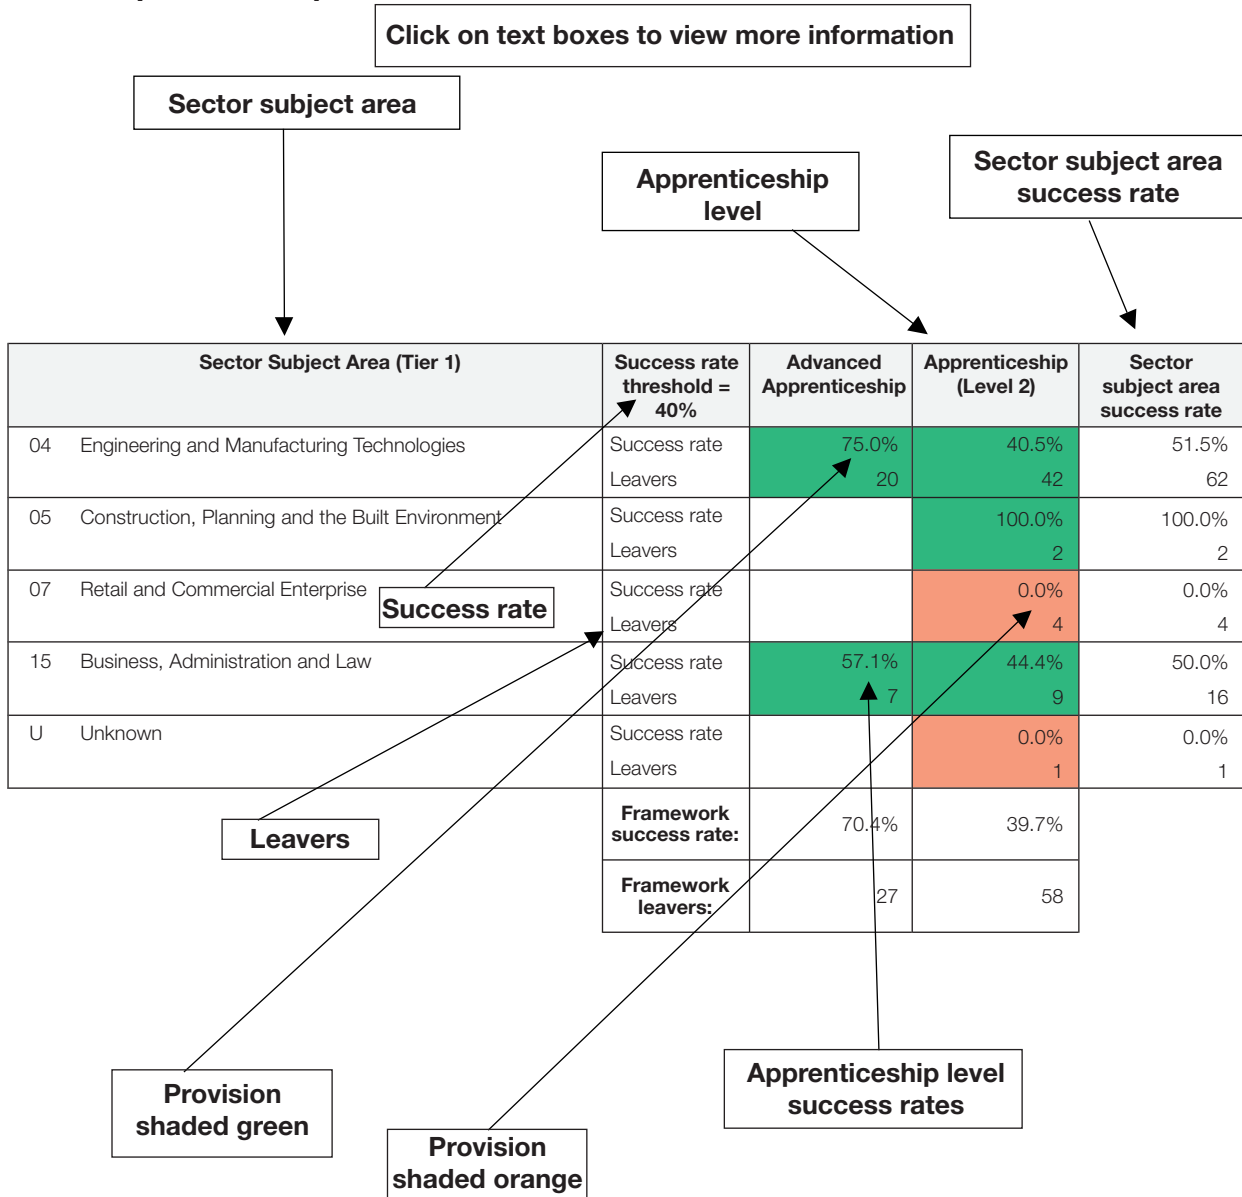 Click on text boxes to view more information
Sector subject area
Apprenticeship
level
Sector subject area
success rate
Sector Subject Area (Tier 1)
Success rate
threshold =
40%
Advanced
Apprenticeship
Apprenticeship
(Level 2)
Sector
subject area
success rate
04 Engineering and Manufacturing Technologies
Success rate 75.0% 40.5% 51.5%
Leavers 20 42 62
05 Construction, Planning and the Built Environment
Success rate 100.0% 100.0%
Leavers 2 2
07 Retail and Commercial Enterprise
Success rate 0.0% 0.0%
Leavers 4 4
Success rate
15 Business, Administration and Law
Success rate 57.1% 44.4% 50.0%
Leavers 7 9 16
U Unknown
Success rate 0.0% 0.0%
Leavers 1 1
Framework
success rate:
70.4% 39.7%
Leavers
Framework
leavers:
27 58
Provision
shaded green
Provision
shaded orange
Apprenticeship level
success rates